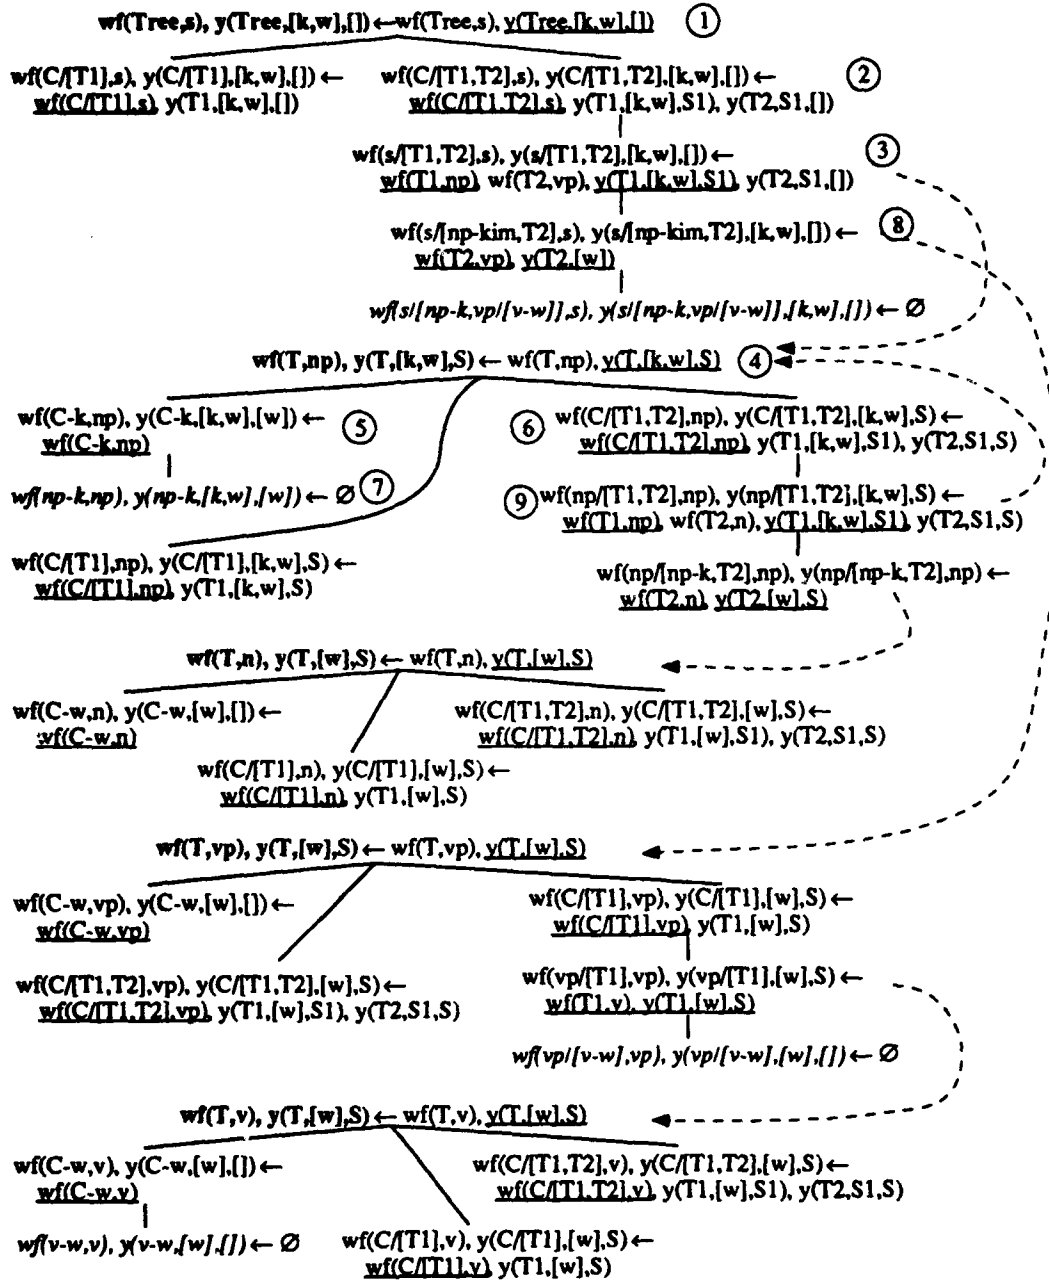 wf(Tree,s), y(Tree,[k,w],[]) ← wf(Tree,s), y(Tree,[k,w],[]) ①
wf(C/[T1],s), y(C/[T1],[k,w],[]) ←
wf(C/[T1],s), y(T1,[k,w],[])
wf(C/[T1,T2],s), y(C/[T1,T2],[k,w],[]) ← ②
wf(C/[T1,T2],s), y(T1,[k,w],S1), y(T2,S1,[])
wf(s/[T1,T2],s), y(s/[T1,T2],[k,w],[]) ← ③
wf(T1,np), wf(T2,vp), y(T1,[k,w],S1), y(T2,S1,[])
wf(s/[np-kim,T2],s), y(s/[np-kim,T2],[k,w],[]) ← ⑧
wf(T2,vp), y(T2,[w])
wf(s/[np-k,vp/[v-w]],s), y(s/[np-k,vp/[v-w]],[k,w],[]) ← ∅
wf(T,np), y(T,[k,w],S) ← wf(T,np), y(T,[k,w],S) ④
wf(C-k,np), y(C-k,[k,w],[w]) ← ⑤
wf(C-k,np)
wf(np-k,np), y(np-k,[k,w],[w]) ← ∅ ⑦
wf(C/[T1],np), y(C/[T1],[k,w],S) ←
wf(C/[T1],np), y(T1,[k,w],S)
⑥ wf(C/[T1,T2],np), y(C/[T1,T2],[k,w],S) ←
wf(C/[T1,T2],np), y(T1,[k,w],S1), y(T2,S1,S)
⑨ wf(np/[T1,T2],np), y(np/[T1,T2],[k,w],S) ←
wf(T1,np), wf(T2,n), y(T1,[k,w],S1), y(T2,S1,S)
wf(np/[np-k,T2],np), y(np/[np-k,T2],np) ←
wf(T2,n), y(T2,[w],S)
wf(T,n), y(T,[w],S) ← wf(T,n), y(T,[w],S)
wf(C-w,n), y(C-w,[w],[]) ←
wf(C-w,n)
wf(C/[T1,T2],n), y(C/[T1,T2],[w],S) ←
wf(C/[T1,T2],n), y(T1,[w],S1), y(T2,S1,S)
wf(C/[T1],n), y(C/[T1],[w],S) ←
wf(C/[T1],n), y(T1,[w],S)
wf(T,vp), y(T,[w],S) ← wf(T,vp), y(T,[w],S)
wf(C-w,vp), y(C-w,[w],[]) ←
wf(C-w,vp)
wf(C/[T1],vp), y(C/[T1],[w],S) ←
wf(C/[T1],vp), y(T1,[w],S)
wf(C/[T1,T2],vp), y(C/[T1,T2],[w],S) ←
wf(C/[T1,T2],vp), y(T1,[w],S1), y(T2,S1,S)
wf(vp/[T1],vp), y(vp/[T1],[w],S) ←
wf(T1,v), y(T1,[w],S)
wf(vp/[v-w],vp), y(vp/[v-w],[w],[]) ← ∅
wf(T,v), y(T,[w],S) ← wf(T,v), y(T,[w],S)
wf(C-w,v), y(C-w,[w],[]) ←
wf(C-w,v)
wf(C/[T1,T2],v), y(C/[T1,T2],[w],S) ←
wf(C/[T1,T2],v), y(T1,[w],S1), y(T2,S1,S)
wf(v-w,v), y(v-w,[w],[]) ← ∅
wf(C/[T1],v), y(C/[T1],[w],S) ←
wf(C/[T1],v), y(T1,[w],S)